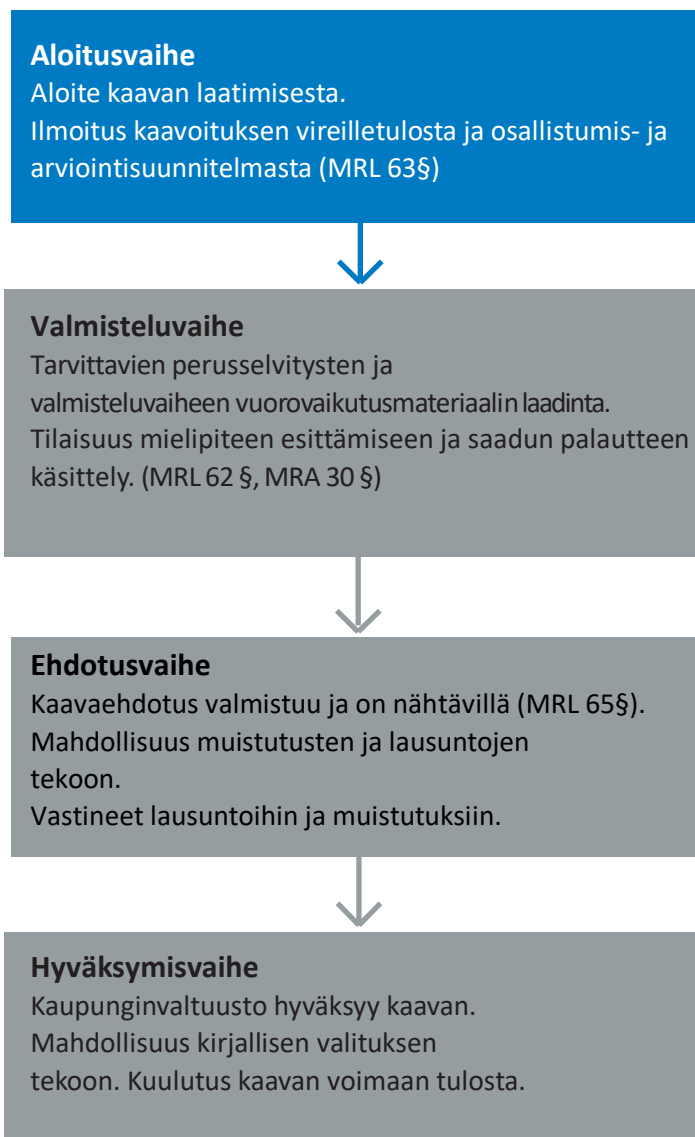 Aloitusvaihe
Aloite kaavan laatimisesta.
Ilmoitus kaavoituksen vireilletulosta ja osallistumis- ja
arviointisuunnitelmasta (MRL 63§)
Valmisteluvaihe
Tarvittavien perusselvitysten ja
valmisteluvaiheen vuorovaikutusmateriaalin laadinta.
Tilaisuus mielipiteen esittämiseen ja saadun palautteen
käsittely. (MRL 62 §, MRA 30 §)
Ehdotusvaihe
Kaavaehdotus valmistuu ja on nähtävillä (MRL 65§).
Mahdollisuus muistutusten ja lausuntojen
tekoon.
Vastineet lausuntoihin ja muistutuksiin.
Hyväksymisvaihe
Kaupunginvaltuusto hyväksyy kaavan.
Mahdollisuus kirjallisen valituksen
tekoon. Kuulutus kaavan voimaan tulosta.